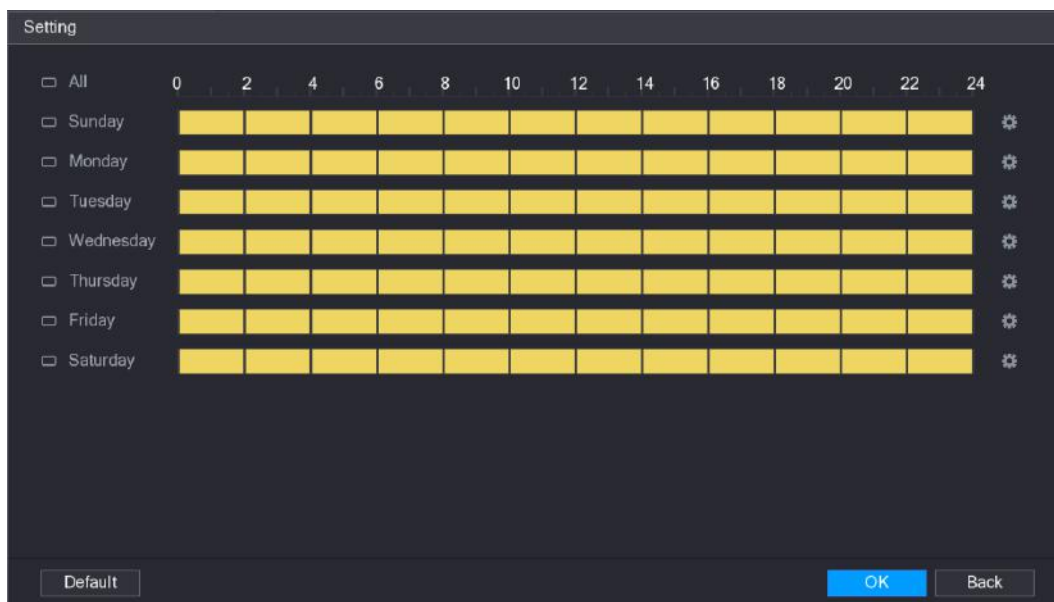 Setting
All 0 2 4 6 8 10 12 14 16 18 20 22 24
Sunday
Monday
Tuesday
Wednesday
Thursday
Friday
Saturday
Default OK Back